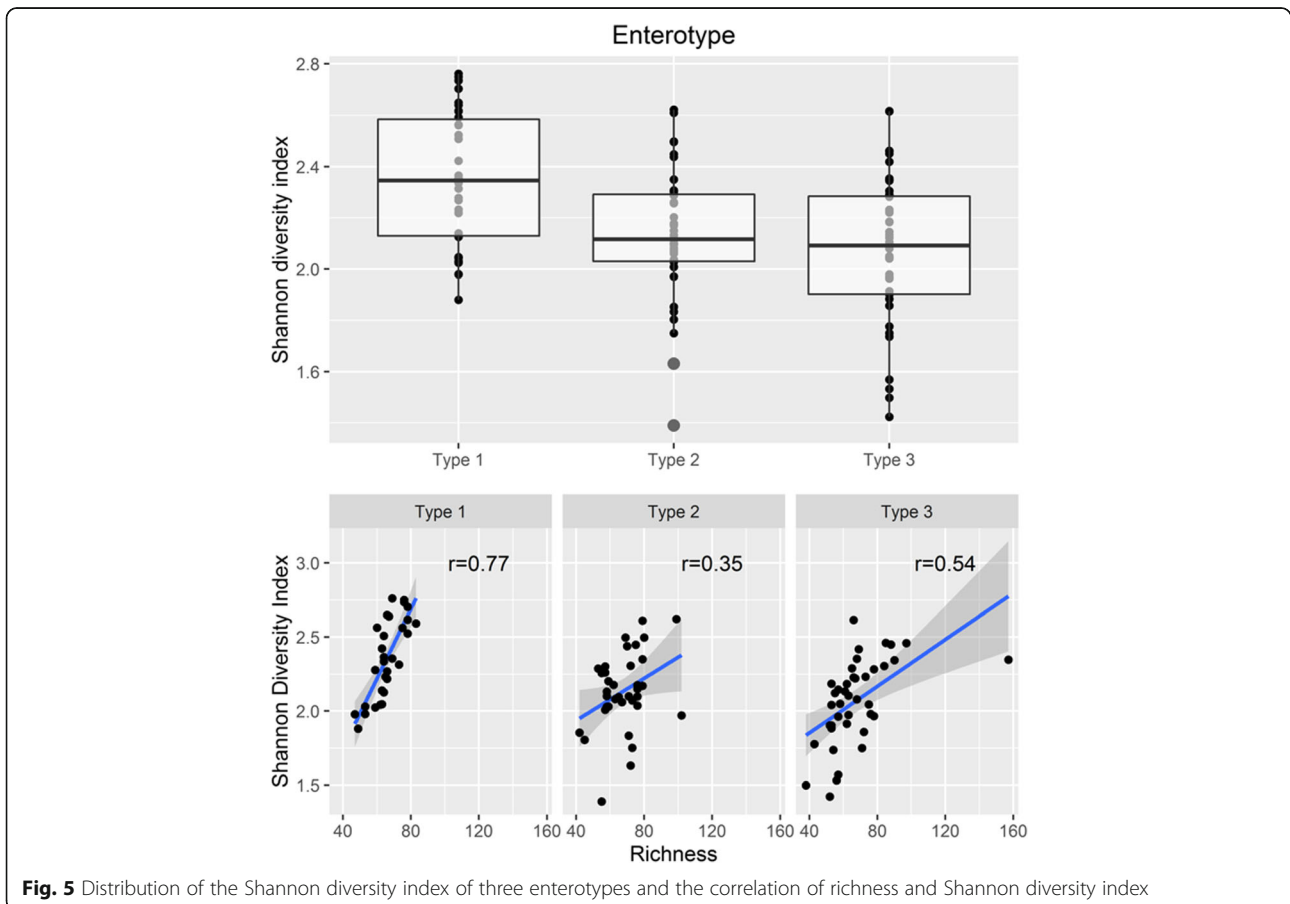 Enterotype
Shannon diversity index
2.8
2.4
2.0
1.6
Type 1 Type 2 Type 3
Type 1 Type 2 Type 3
r=0.77 r=0.35 r=0.54
Shannon Diversity Index
3.0
2.5
2.0
1.5
40 80 120 160 40 80 120 160 40 80 120 160
Richness
Fig. 5 Distribution of the Shannon diversity index of three enterotypes and the correlation of richness and Shannon diversity index